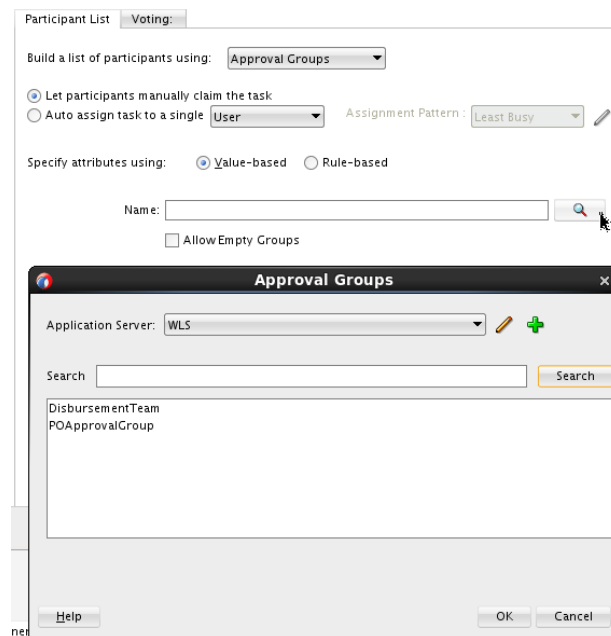 Participant List Voting:
Build a list of participants using: Approval Groups
Let participants manually claim the task
Auto assign task to a single User Assignment Pattern : Least Busy
Specify attributes using: Value-based Rule-based
Name:
Allow Empty Groups
Approval Groups
Application Server: WLS
Search Search
DisbursementTeam
POApprovalGroup
Help OK Cancel